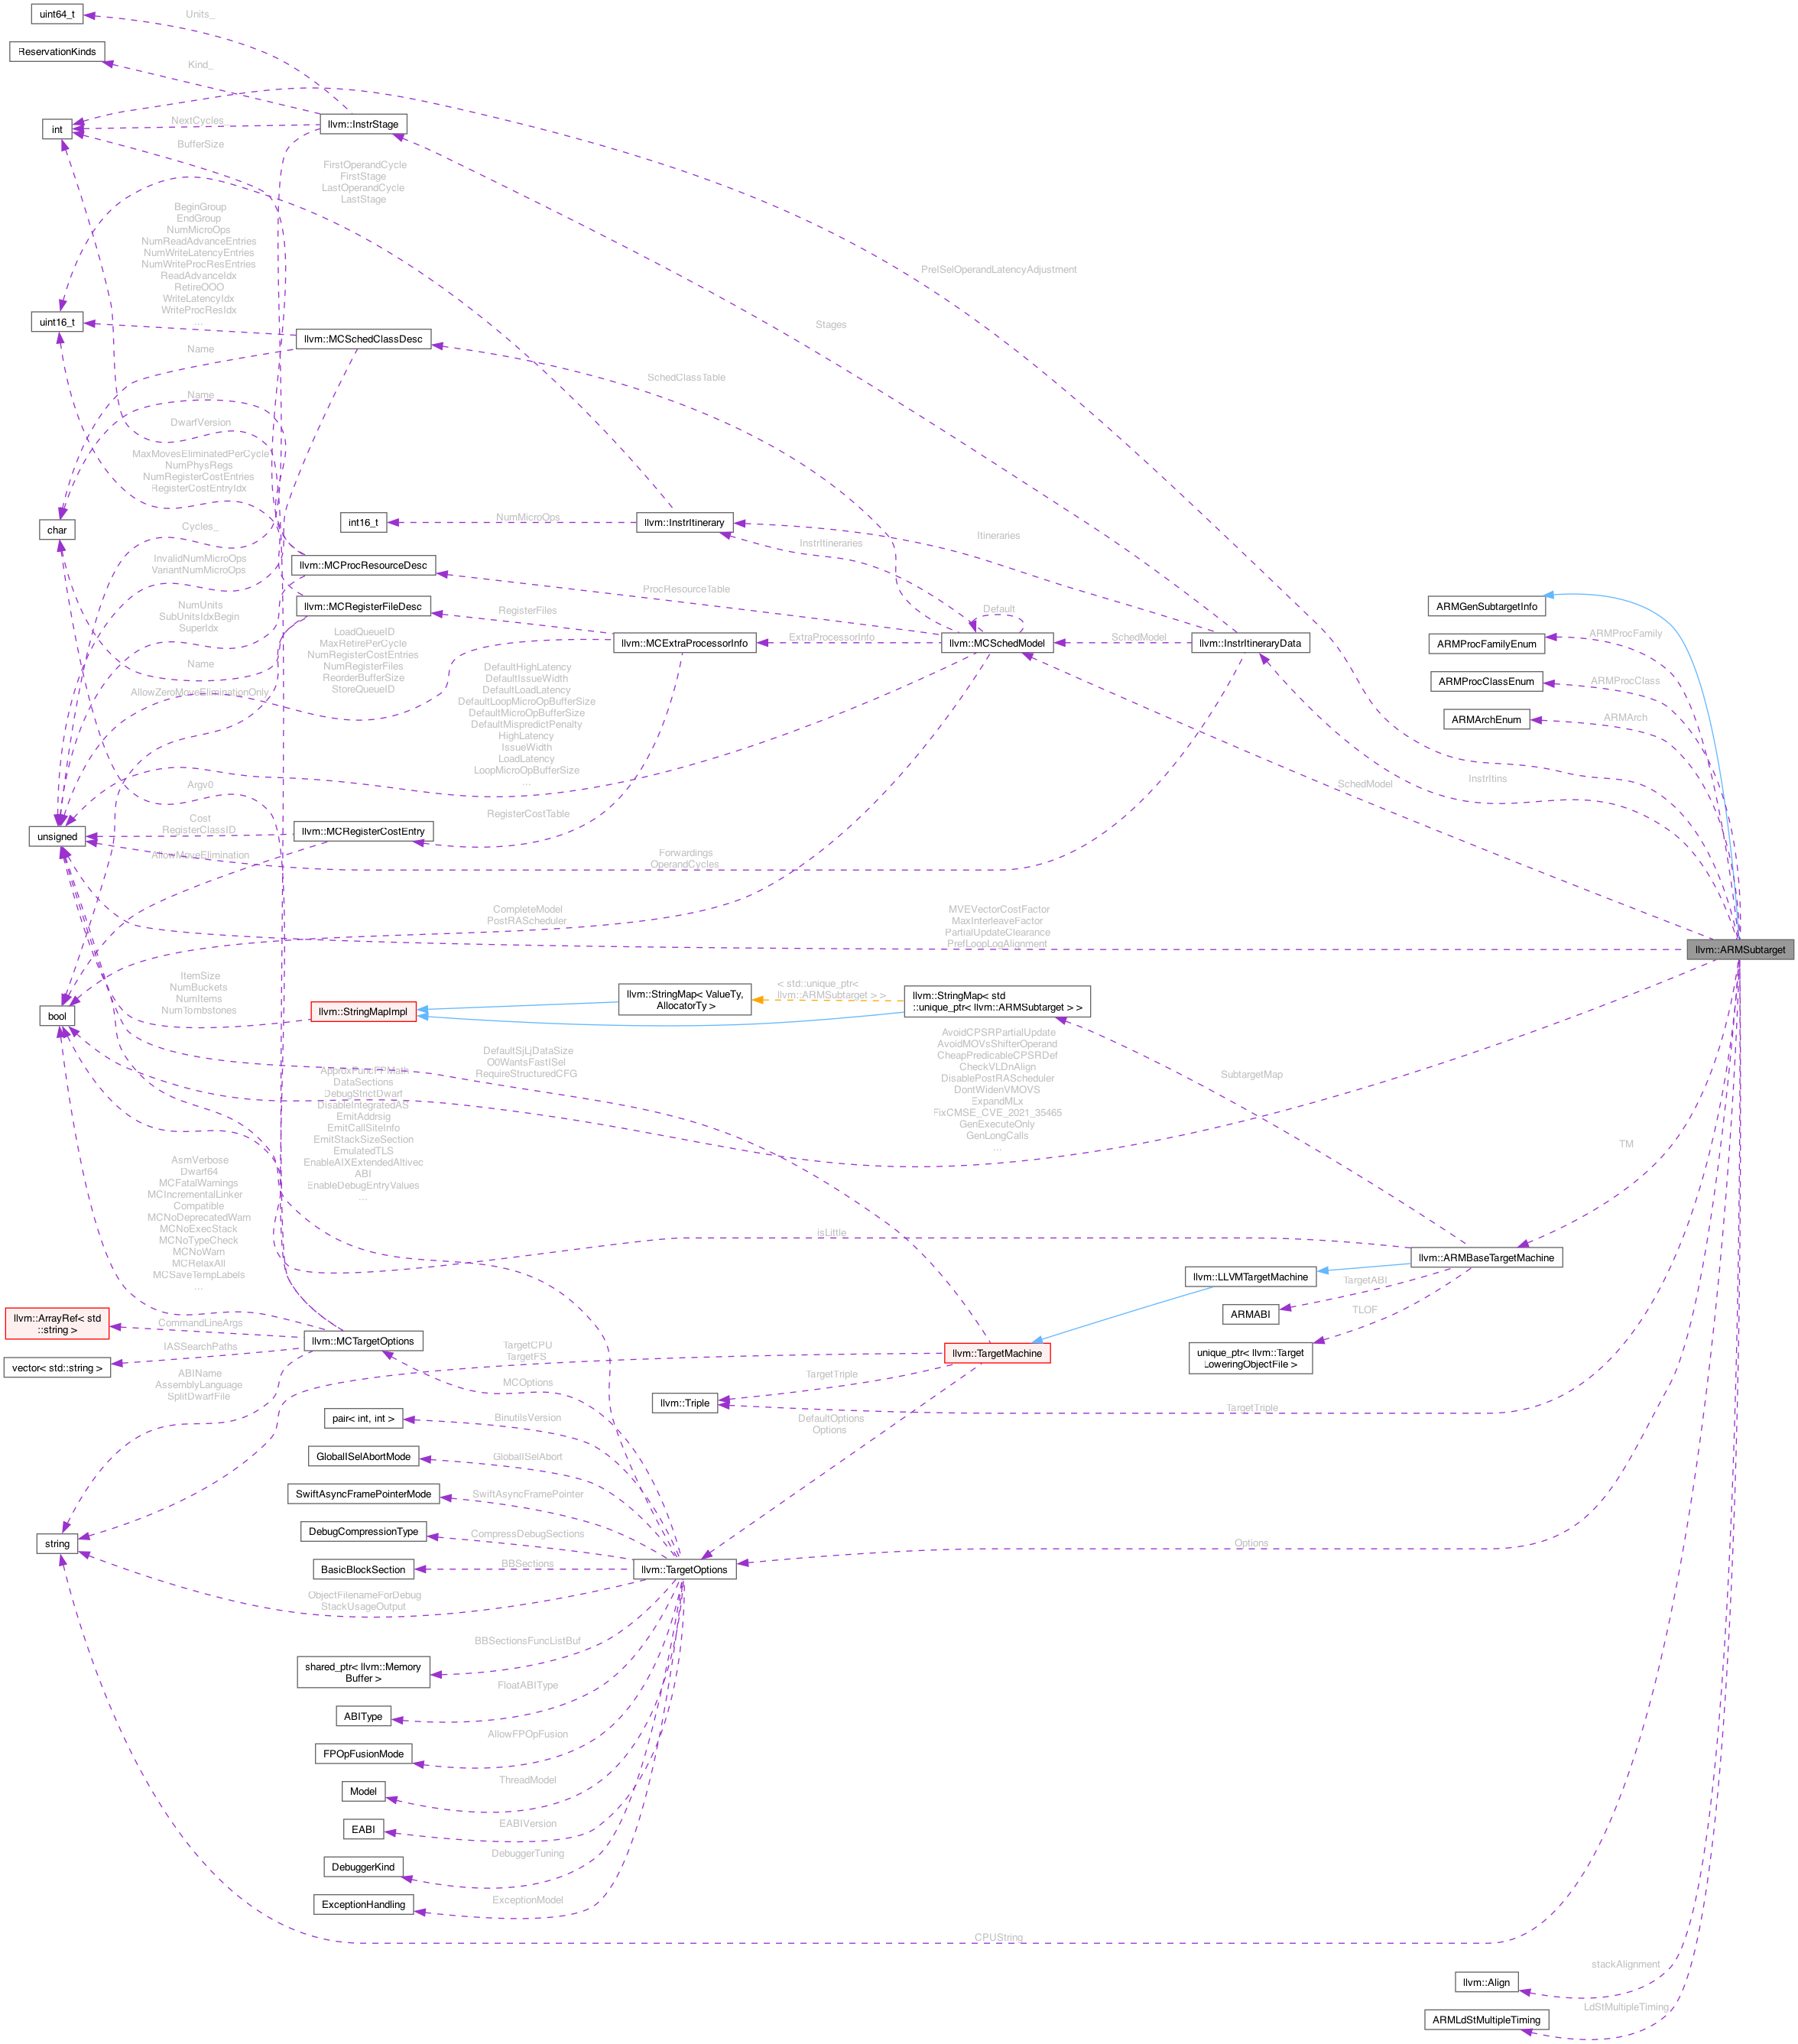 uint64_t
Units_
ReservationKinds
Kind_
int
NextCycles_
llvm::InstrStage
BufferSize
FirstOperandCycle
FirstStage
LastOperandCycle
LastStage
BeginGroup
EndGroup
NumMicroOps
NumReadAdvanceEntries
NumWriteLatencyEntries
NumWriteProcResEntries
ReadAdvanceIdx
RetireOOO
WriteLatencyIdx
WriteProcResIdx
...
PreISelOperandLatencyAdjustment
uint16_t
Stages
llvm::MCSchedClassDesc
Name
SchedClassTable
Name
DwarfVersion
MaxMovesEliminatedPerCycle
NumPhysRegs
NumRegisterCostEntries
RegisterCostEntryIdx
char
Cycles_
int16_t
NumMicroOps
llvm::InstrItinerary
Itineraries
InstrItineraries
InvalidNumMicroOps
VariantNumMicroOps
llvm::MCProcResourceDesc
ProcResourceTable
NumUnits
SubUnitsIdxBegin
SuperIdx
llvm::MCRegisterFileDesc
RegisterFiles
Default
ARMGenSubtargetInfo
llvm::MCExtraProcessorInfo
ExtraProcessorInfo
llvm::MCSchedModel
SchedModel
llvm::InstrItineraryData
ARMProcFamilyEnum
ARMProcFamily
LoadQueueID
MaxRetirePerCycle
NumRegisterCostEntries
NumRegisterFiles
ReorderBufferSize
StoreQueueID
Name
AllowZeroMoveEliminationOnly
ARMProcClassEnum
ARMProcClass
ARMArchEnum
ARMArch
DefaultHighLatency
DefaultIssueWidth
DefaultLoadLatency
DefaultLoopMicroOpBufferSize
DefaultMicroOpBufferSize
DefaultMispredictPenalty
HighLatency
IssueWidth
LoadLatency
LoopMicroOpBufferSize
...
Argv0
InstrItins
SchedModel
RegisterCostTable
unsigned
Cost
RegisterClassID
llvm::MCRegisterCostEntry
AllowMoveElimination
Forwardings
OperandCycles
CompleteModel
PostRAScheduler
MVEVectorCostFactor
MaxInterleaveFactor
PartialUpdateClearance
PrefLoopLogAlignment
llvm::ARMSubtarget
ItemSize
NumBuckets
NumItems
NumTombstones
bool
llvm::StringMapImpl
llvm::StringMap< ValueTy,
AllocatorTy >
< std::unique_ptr<
llvm::ARMSubtarget > >
llvm::StringMap< std
::unique_ptr< llvm::ARMSubtarget > >
AvoidCPSRPartialUpdate
AvoidMOVsShifterOperand
CheapPredicableCPSRDef
CheckVLDnAlign
DisablePostRAScheduler
DontWidenVMOVS
ExpandMLx
FixCMSE_CVE_2021_35465
GenExecuteOnly
GenLongCalls
...
DefaultSjLjDataSize
O0WantsFastISel
RequireStructuredCFG
SubtargetMap
ApproxFuncFPMath
DataSections
DebugStrictDwarf
DisableIntegratedAS
EmitAddrsig
EmitCallSiteInfo
EmitStackSizeSection
EmulatedTLS
EnableAIXExtendedAltivec
ABI
EnableDebugEntryValues
...
TM
AsmVerbose
Dwarf64
MCFatalWarnings
MCIncrementalLinker
Compatible
MCNoDeprecatedWarn
MCNoExecStack
MCNoTypeCheck
MCNoWarn
MCRelaxAll
MCSaveTempLabels
...
isLittle
llvm::ARMBaseTargetMachine
llvm::LLVMTargetMachine
TargetABI
ARMABI
TLOF
llvm::ArrayRef< std
::string >
CommandLineArgs
llvm::MCTargetOptions
IASSearchPaths
vector< std::string >
TargetCPU
TargetFS
llvm::TargetMachine
unique_ptr< llvm::Target
LoweringObjectFile >
ABIName
AssemblyLanguage
SplitDwarfFile
MCOptions
TargetTriple
llvm::Triple
TargetTriple
pair< int, int >
BinutilsVersion
DefaultOptions
Options
GlobalISelAbortMode
GlobalISelAbort
SwiftAsyncFramePointerMode
SwiftAsyncFramePointer
string
DebugCompressionType
CompressDebugSections
Options
BasicBlockSection
BBSections
llvm::TargetOptions
ObjectFilenameForDebug
StackUsageOutput
BBSectionsFuncListBuf
shared_ptr< llvm::Memory
Buffer >
FloatABIType
ABIType
AllowFPOpFusion
FPOpFusionMode
ThreadModel
Model
EABIVersion
EABI
DebuggerTuning
DebuggerKind
ExceptionModel
ExceptionHandling
CPUString
stackAlignment
llvm::Align
LdStMultipleTiming
ARMLdStMultipleTiming